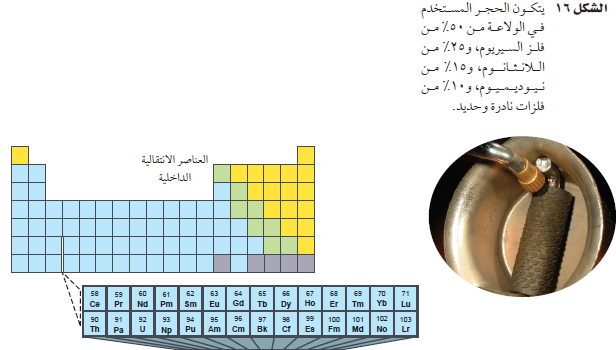 الشكل ١٦ يتكون الحجر المستخدم
في الولاعة من ٥٠٪ من
فلز السيريوم، و٢٥٪ من
اللانثانوم، و١٥٪ من
نيوديميوم، و١٠٪ من
فلزات نادرة وحديد.
العناصر الانتقالية
الداخلية
58 59 60 61 62 63 64 65 66 67 68 69 70 71
Ce Pr Nd Pm Sm Eu Gd Tb Dy Ho Er Tm Yb Lu
90 91 92 93 94 95 96 97 98 99 100 101 102 103
Th Pa U Np Pu Am Cm Bk Cf Es Fm Md No Lr